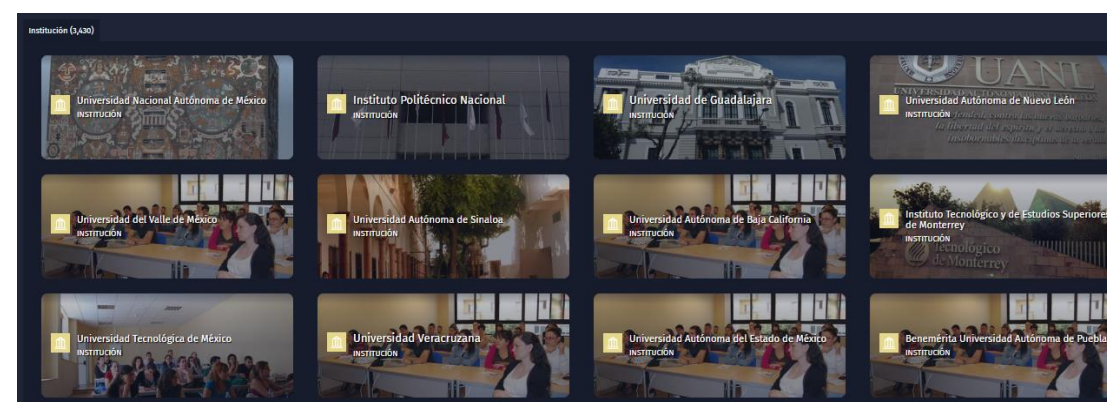 Institución (3,430)
Universidad Nacional Autónoma de México
INSTITUCIÓN
Instituto Politécnico Nacional
INSTITUCIÓN
Universidad de Guadalajara
INSTITUCIÓN
UANL
Universidad Autónoma de Nuevo León
INSTITUCIÓN
Universidad del Valle de México
INSTITUCIÓN
Universidad Autónoma de Sinaloa
INSTITUCIÓN
Universidad Autónoma de Baja California
INSTITUCIÓN
Instituto Tecnológico y de Estudios Superiores
de Monterrey
INSTITUCIÓN
Tecnológico
de Monterrey
Universidad Tecnológica de México
INSTITUCIÓN
Universidad Veracruzana
INSTITUCIÓN
Universidad Autónoma del Estado de México
INSTITUCIÓN
Benemérita Universidad Autónoma de Puebla
INSTITUCIÓN